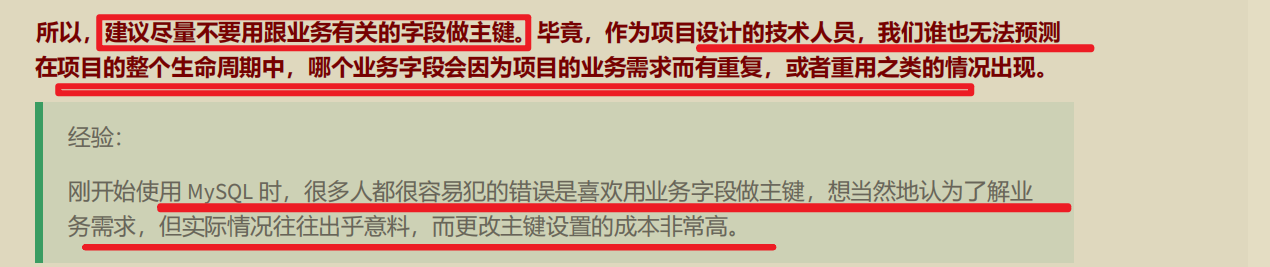 所以，建议尽量不要用跟业务有关的字段做主键。毕竟，作为项目设计的技术人员，我们谁也无法预测
在项目的整个生命周期中，哪个业务字段会因为项目的业务需求而有重复，或者重用之类的情况出现。
经验：
刚开始使用 MySQL 时，很多人都很容易犯的错误是喜欢用业务字段做主键，想当然地认为了解业
务需求，但实际情况往往出乎意料，而更改主键设置的成本非常高。